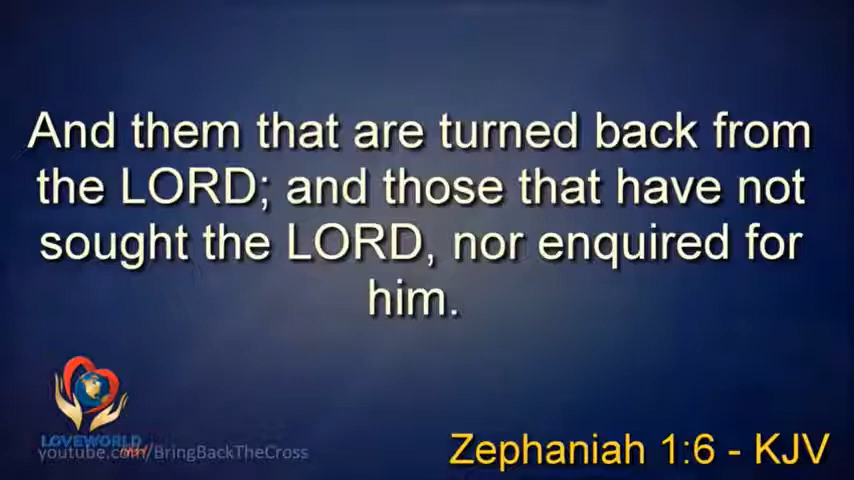 And them that are turned back from
the LORD; and those that have not
sought the LORD, nor enquired for
him.
LOVEWORLD
youtube.com/BringBackTheCross
Zephaniah 1:6 - KJV